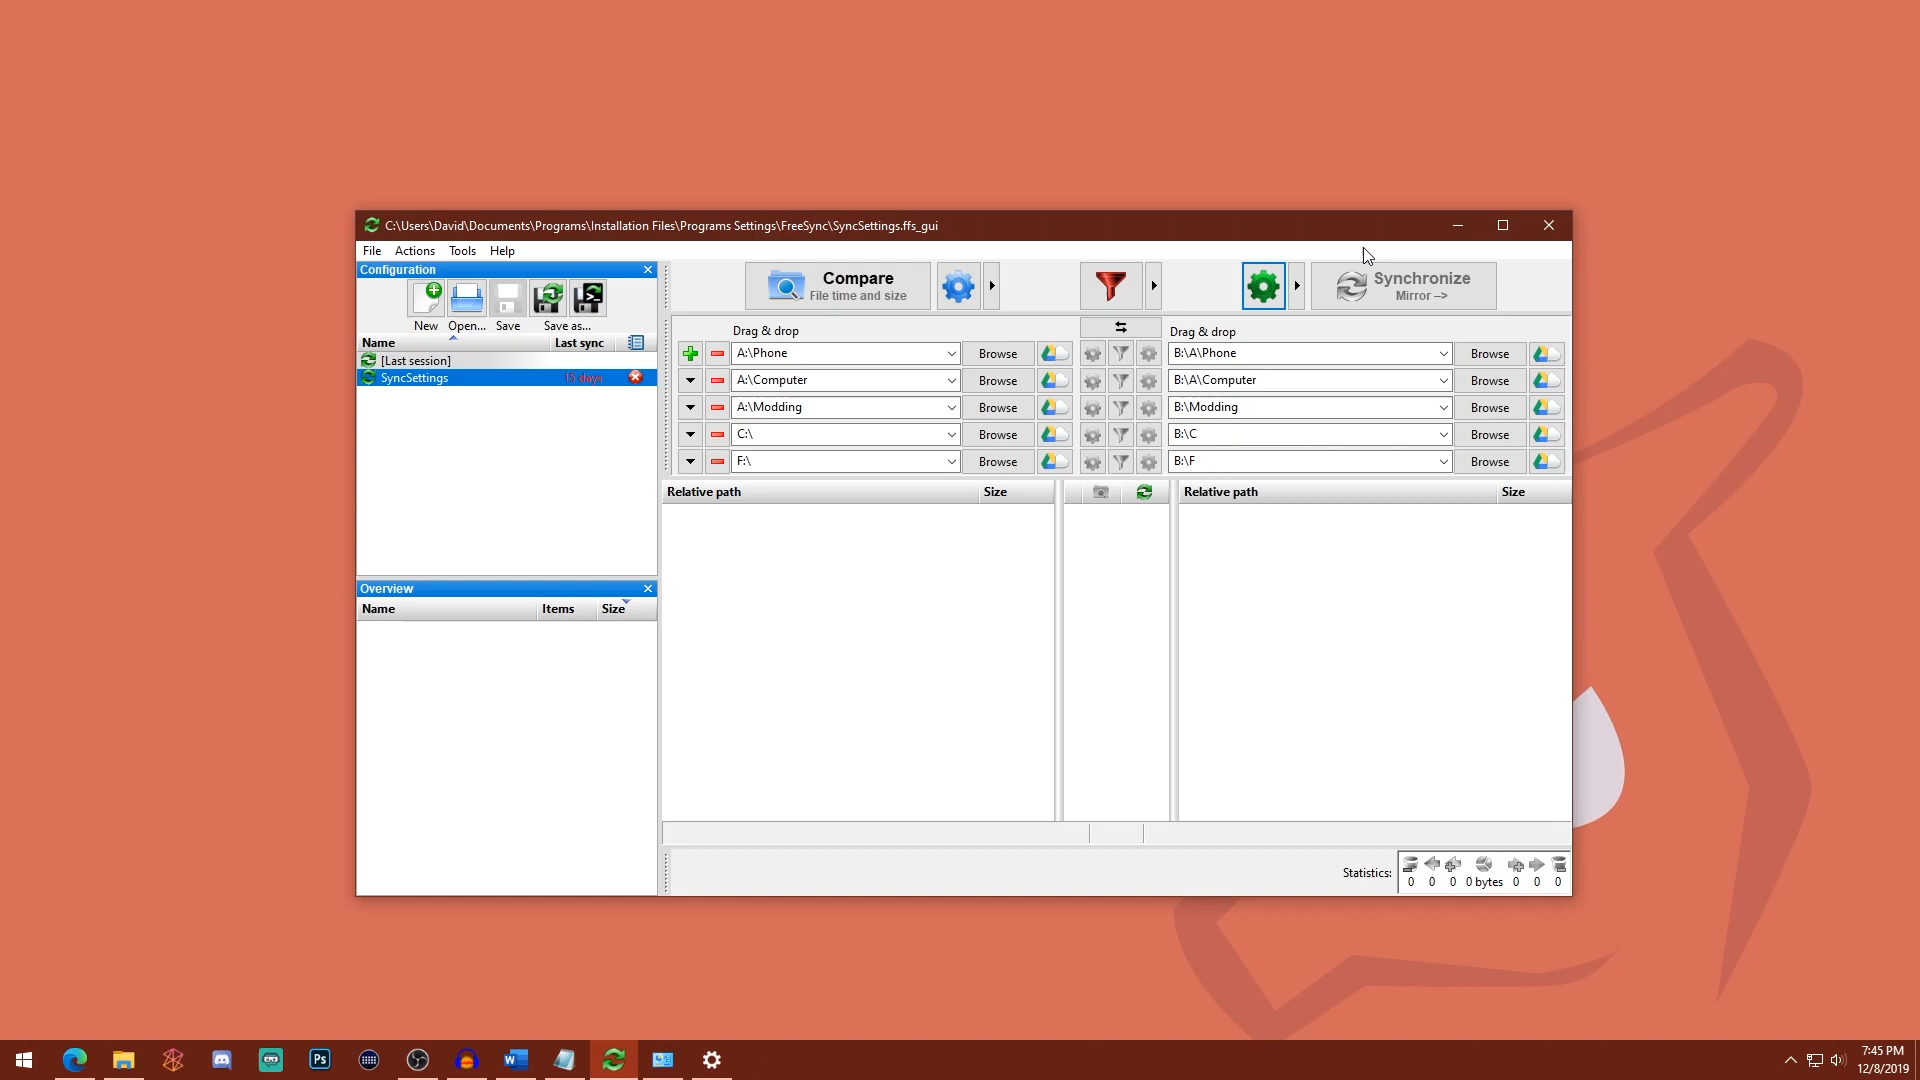 C:\Users\David\Documents\Programs\Installation Files\Programs Settings\FreeSync\SyncSettings.ffs_gui
File Actions Tools Help
Configuration
New Open... Save Save as...
Name Last sync
[Last session]
SyncSettings 15 days
Overview
Name Items Size
Compare
File time and size
Synchronize
Mirror -->
Drag & drop Drag & drop
A:\Phone Browse B:\A\Phone Browse
A:\Computer Browse B:\A\Computer Browse
A:\Modding Browse B:\Modding Browse
C:\ Browse B:\C Browse
F:\ Browse B:\F Browse
Relative path Size Relative path Size
Statistics:
0 0 0 0 bytes 0 0 0
Ps
7:45 PM
12/8/2019